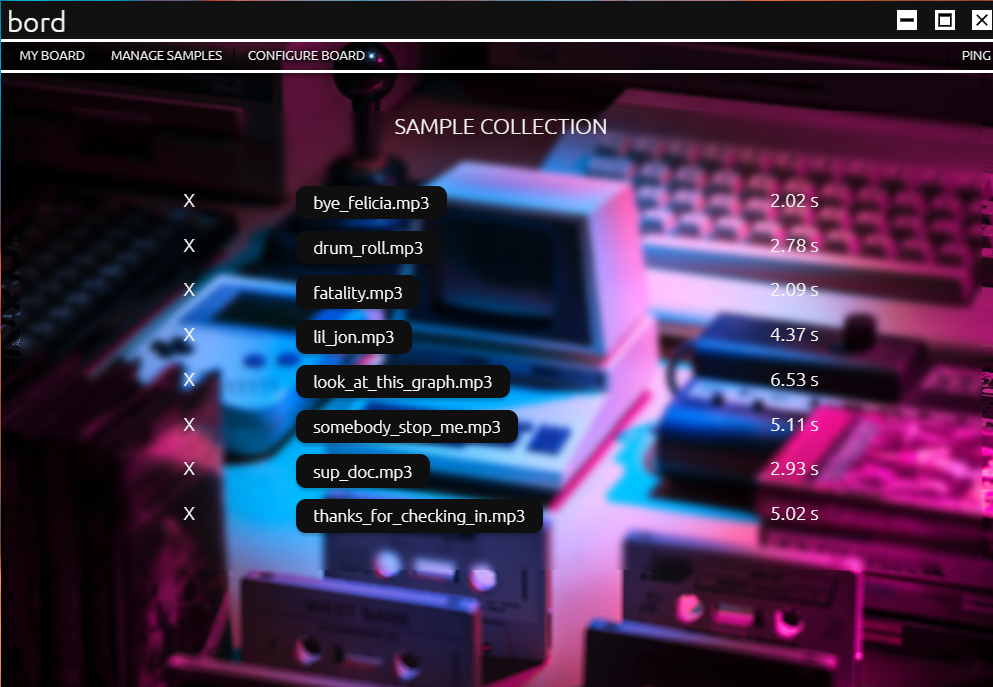 bord
MY BOARD MANAGE SAMPLES CONFIGURE BOARD PING
SAMPLE COLLECTION
X bye_felicia.mp3 2.02 s
X drum_roll.mp3 2.78 s
X fatality.mp3 2.09 s
X lil_jon.mp3 4.37 s
X look_at_this_graph.mp3 6.53 s
X somebody_stop_me.mp3 5.11 s
X sup_doc.mp3 2.93 s
X thanks_for_checking_in.mp3 5.02 s